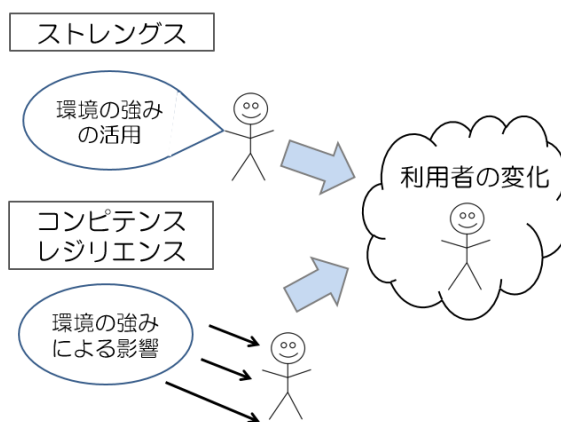 ストレングス
環境の強み
の活用
利用者の変化
コンピテンス
レジリエンス
環境の強み
による影響